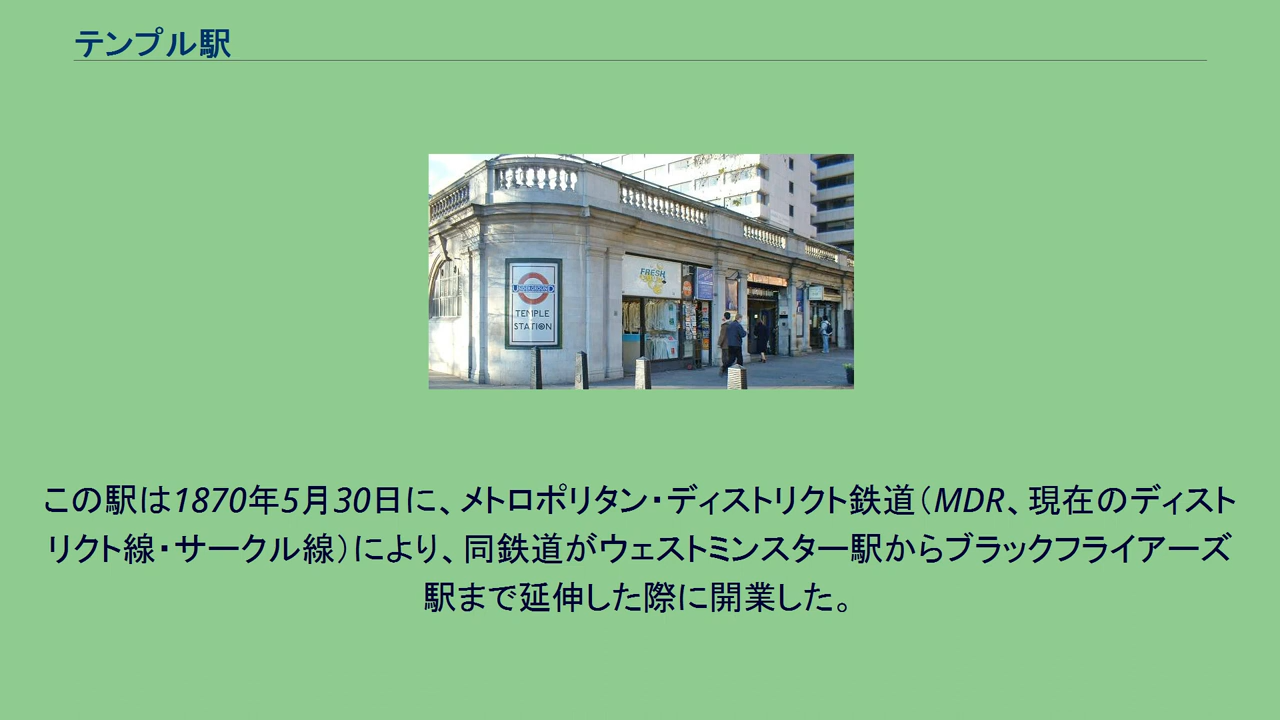 テンプル駅
FRESH
UNDERGROUND
TEMPLE
STATION
この駅は1870年5月30日に、メトロポリタン・ディストリクト鉄道（MDR、現在のディスト
リクト線・サークル線）により、同鉄道がウェストミンスター駅からブラックフライアーズ
駅まで延伸した際に開業した。